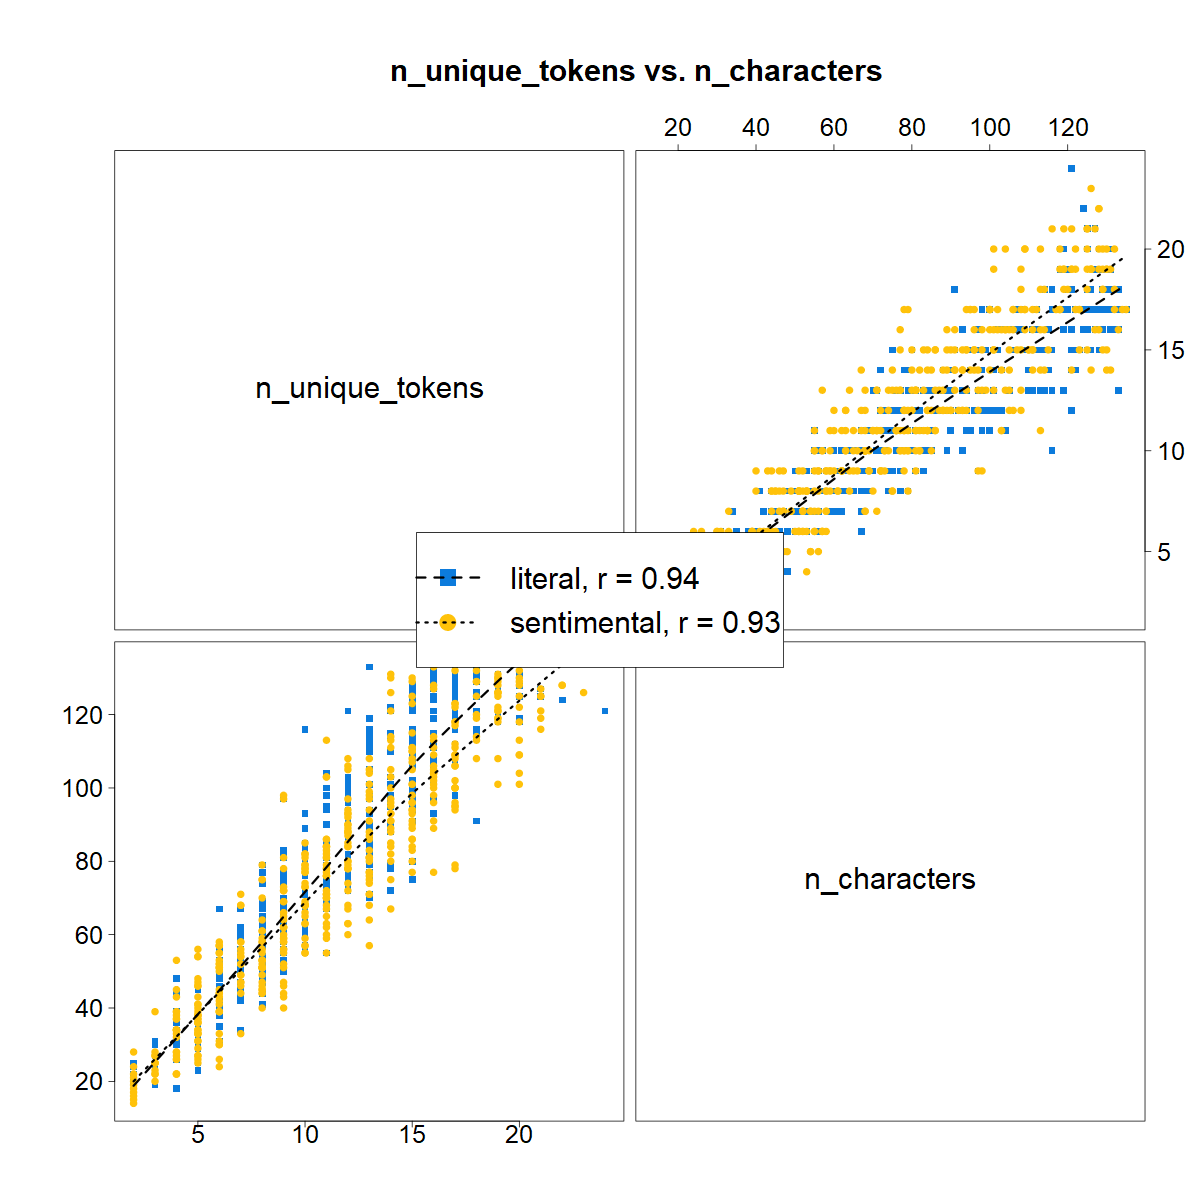 n_unique_tokens vs. n_characters
20 40 60 80 100 120
n_unique_tokens
20
15
10
5
literal, r = 0.94
sentimental, r = 0.93
120
100
80
60
40
20
n_characters
5 10 15 20